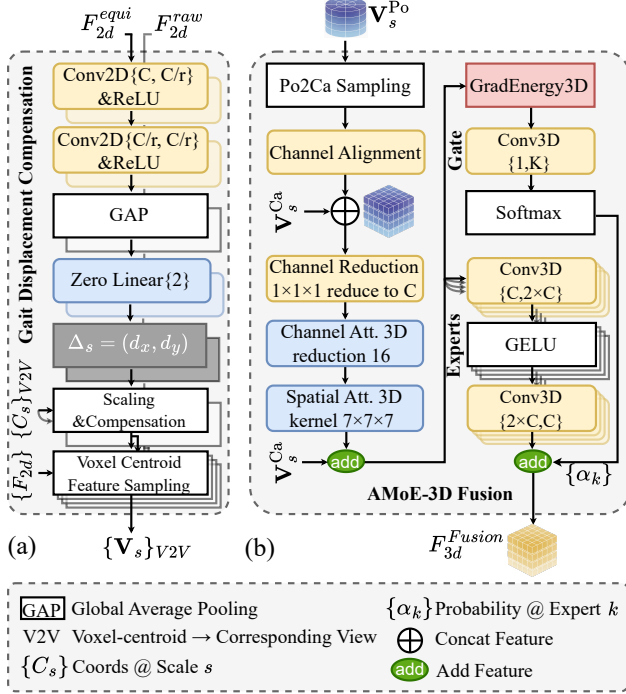 F_{2d}^{equi} F_{2d}^{raw}
Gait Displacement Compensation
Conv2D{C, C/r}
&ReLU
Conv2D{C/r, C/r}
&ReLU
GAP
Zero Linear{2}
Δ_s = (d_x, d_y)
{C_s}_{V2V}
Scaling
&Compensation
{F_{2d}}
Voxel Centroid
Feature Sampling
(a)
{V_s}_{V2V}
V_s^{Po}
Po2Ca Sampling
Channel Alignment
V_s^{Ca}
Channel Reduction
1×1×1 reduce to C
Channel Att. 3D
reduction 16
Spatial Att. 3D
kernel 7×7×7
V_s^{Ca}
add
GradEnergy3D
Gate
Conv3D
{1,K}
Softmax
Experts
Conv3D
{C,2×C}
GELU
Conv3D
{2×C,C}
add
{α_k}
AMoE-3D Fusion
(b)
F_{3d}^{Fusion}
GAP Global Average Pooling
V2V Voxel-centroid → Corresponding View
{C_s} Coords @ Scale s
{α_k} Probability @ Expert k
⊕ Concat Feature
add Add Feature